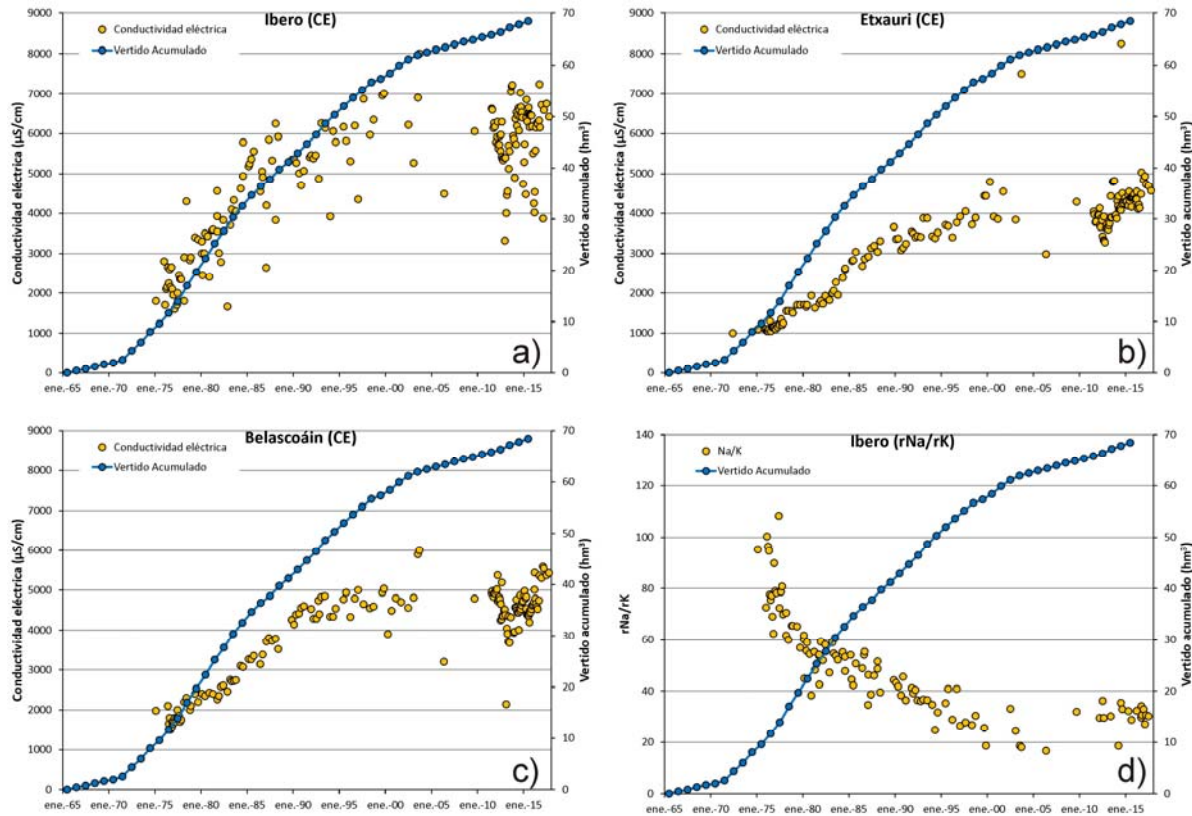 Ibero (CE)
Conductividad eléctrica
Vertido Acumulado
Conductividad eléctrica (µS/cm)
9000
8000
7000
6000
5000
4000
3000
2000
1000
0
70
60
50
40
30
20
10
0
Vertido acumulado (hm³)
ene.-65 ene.-70 ene.-75 ene.-80 ene.-85 ene.-90 ene.-95 ene.-00 ene.-05 ene.-10 ene.-15
a)
Etxauri (CE)
Conductividad eléctrica
Vertido Acumulado
Conductividad eléctrica (µS/cm)
9000
8000
7000
6000
5000
4000
3000
2000
1000
0
70
60
50
40
30
20
10
0
Vertido acumulado (hm³)
ene.-65 ene.-70 ene.-75 ene.-80 ene.-85 ene.-90 ene.-95 ene.-00 ene.-05 ene.-10 ene.-15
b)
Belascoáin (CE)
Conductividad eléctrica
Vertido Acumulado
Conductividad eléctrica (µS/cm)
9000
8000
7000
6000
5000
4000
3000
2000
1000
0
70
60
50
40
30
20
10
0
Vertido acumulado (hm³)
ene.-65 ene.-70 ene.-75 ene.-80 ene.-85 ene.-90 ene.-95 ene.-00 ene.-05 ene.-10 ene.-15
c)
Ibero (rNa/rK)
Na/K
Vertido Acumulado
rNa/rK
140
120
100
80
60
40
20
0
70
60
50
40
30
20
10
0
Vertido acumulado (hm³)
ene.-65 ene.-70 ene.-75 ene.-80 ene.-85 ene.-90 ene.-95 ene.-00 ene.-05 ene.-10 ene.-15
d)